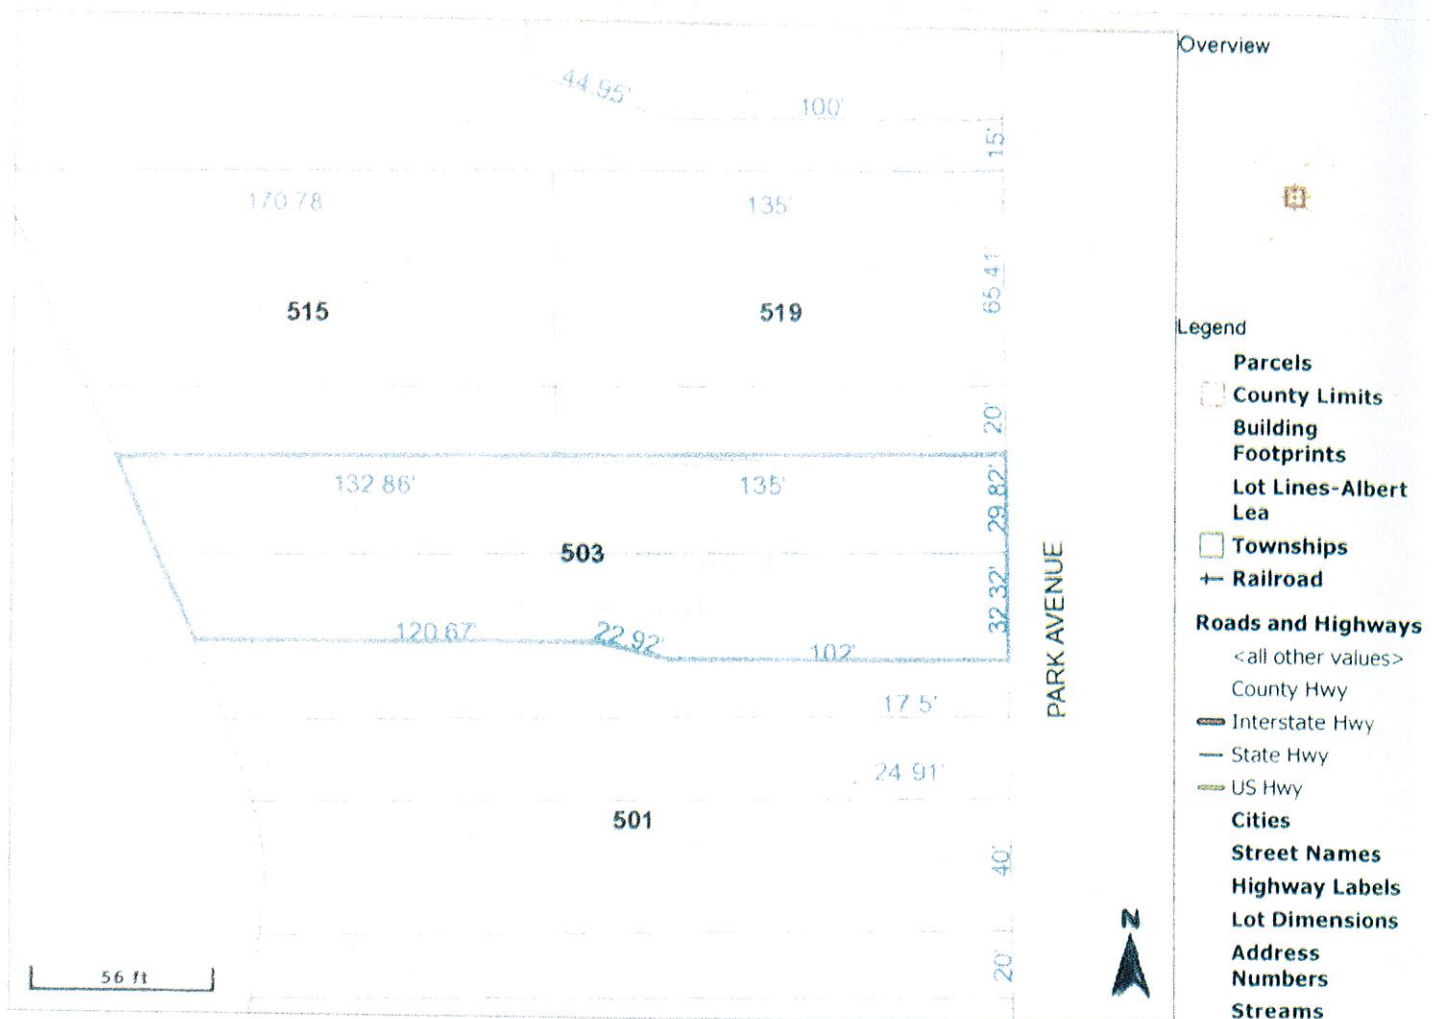 44.95'
100'
15'
170 78'
135'
65 41'
515
519
20'
132 86'
135'
29.82'
503
32 32'
120 67'
22.92'
102'
PARK AVENUE
17 5'
24 91'
501
40'
20'
56 ft
N
Overview
Legend
Parcels
County Limits
Building
Footprints
Lot Lines-Albert
Lea
Townships
Railroad
Roads and Highways
<all other values>
County Hwy
Interstate Hwy
State Hwy
US Hwy
Cities
Street Names
Highway Labels
Lot Dimensions
Address
Numbers
Streams